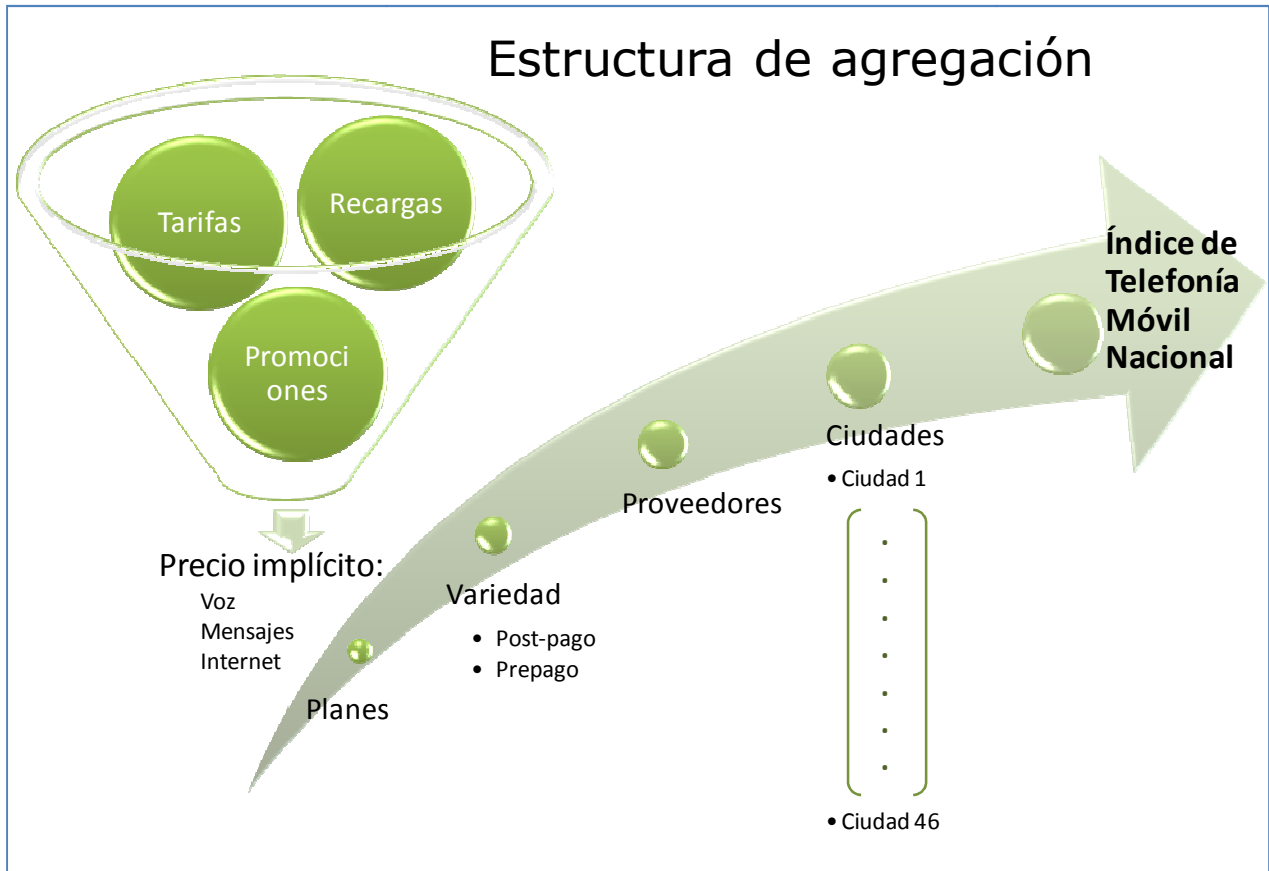 Estructura de agregación
Tarifas
Recargas
Promoci
ones
Precio implícito:
Voz
Mensajes
Internet
Planes
Variedad
• Post-pago
• Prepago
Proveedores
Ciudades
• Ciudad 1
.
.
.
.
.
.
.
• Ciudad 46
Índice de
Telefonía
Móvil
Nacional